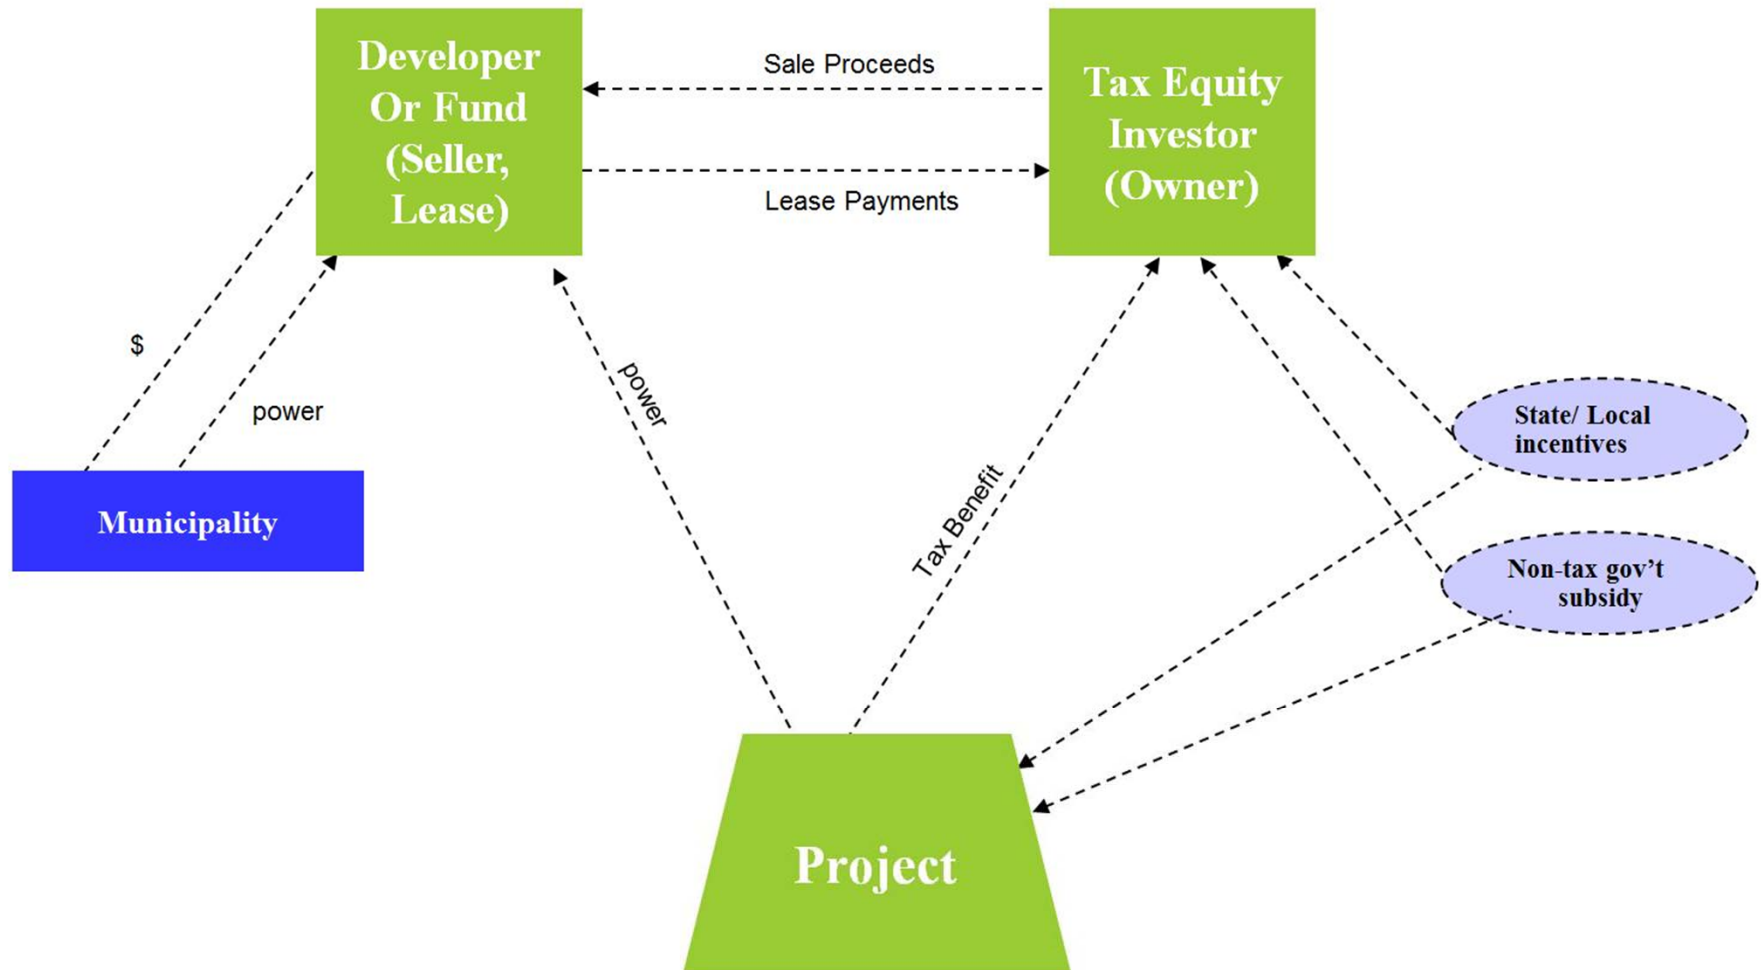 Developer
Or Fund
(Seller,
Lease)
Sale Proceeds
Lease Payments
Tax Equity
Investor
(Owner)
$
power
power
Tax Benefit
State/ Local
incentives
Municipality
Non-tax gov’t
subsidy
Project